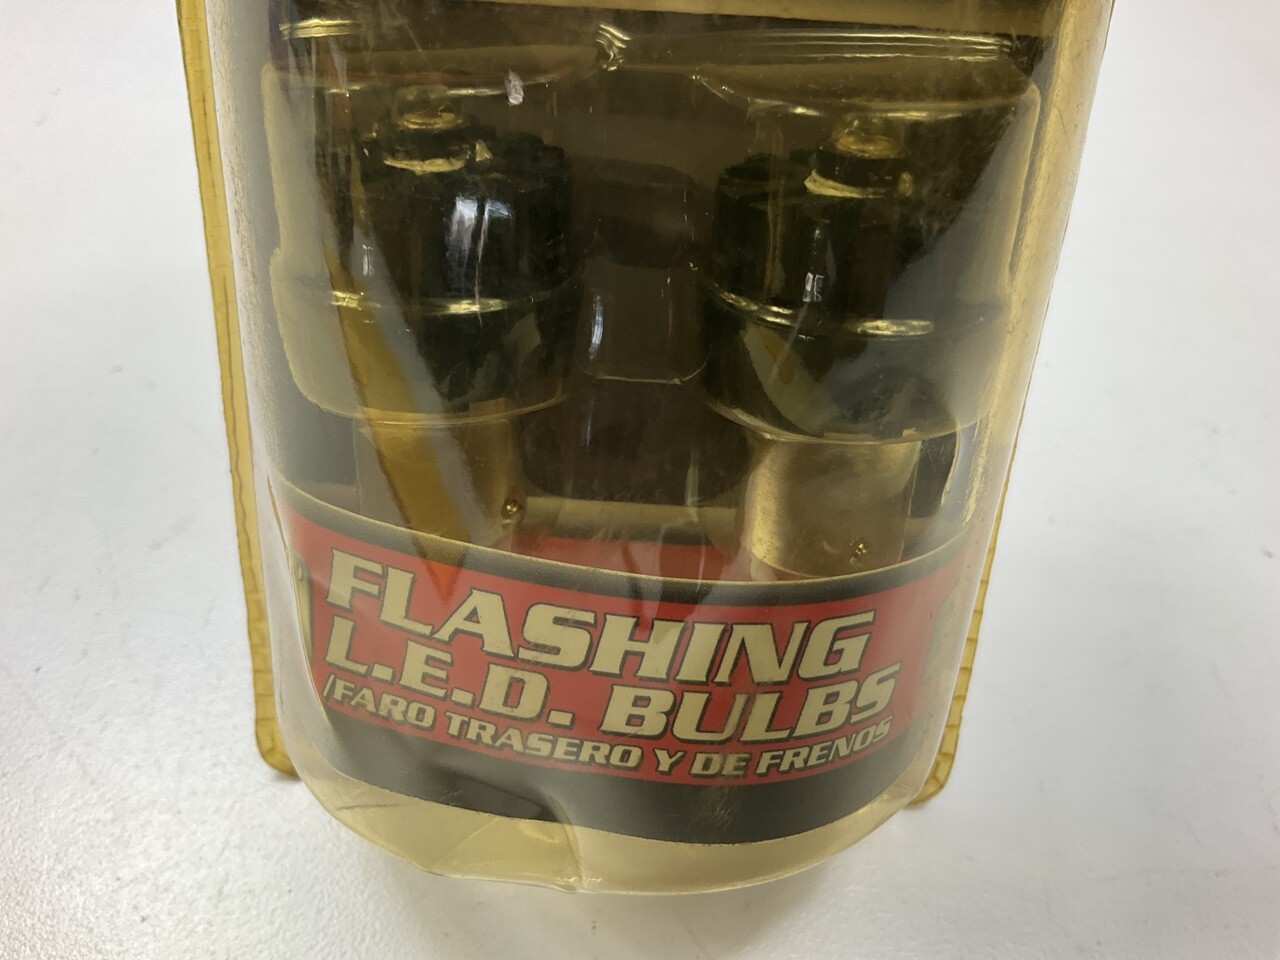 FLASHING
L.E.D. BULBS
/FARO TRASERO Y DE FRENOS